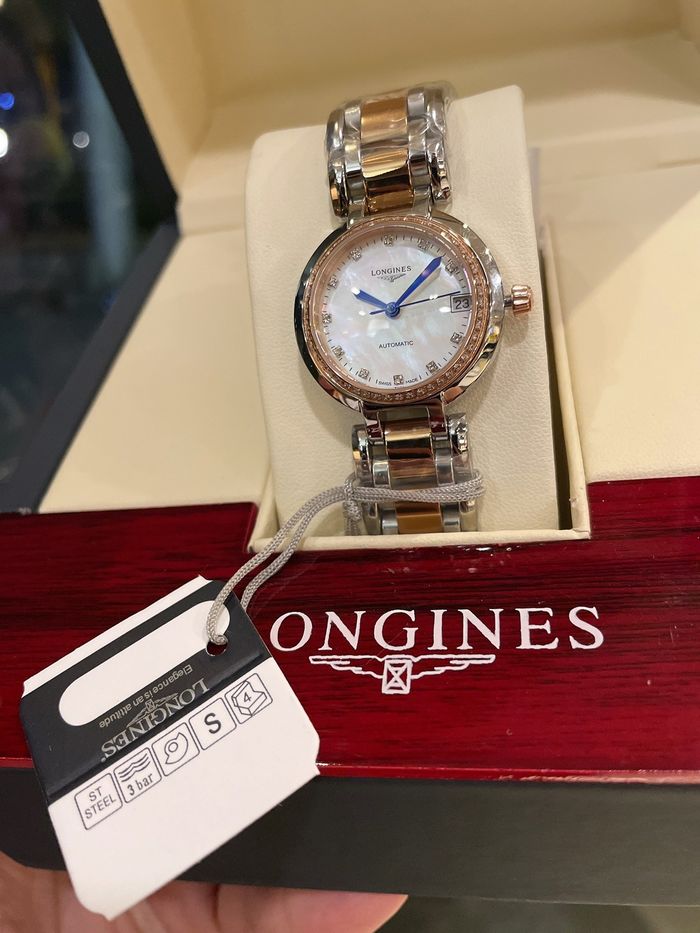 LONGINES
23
AUTOMATIC
SWISS MADE
ONGINES
Elegance is an attitude
LONGINES®
ST STEEL
3 bar
S
4